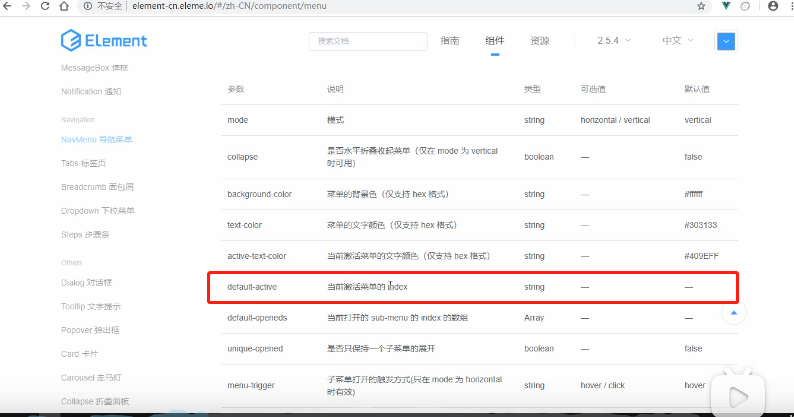 不安全 | element-cn.eleme.io/#/zh-CN/component/menu
Element
搜索文档
指南
组件
资源
2.5.4
中文
MessageBox 弹框
Notification 通知
Navigation
NavMenu 导航菜单
Tabs 标签页
Breadcrumb 面包屑
Dropdown 下拉菜单
Steps 步骤条
Others
Dialog 对话框
Tooltip 文字提示
Popover 弹出框
Card 卡片
Carousel 走马灯
Collapse 折叠面板
参数 说明 类型 可选值 默认值
mode 模式 string horizontal / vertical vertical
collapse 是否水平折叠收起菜单（仅在 mode 为 vertical
时可用） boolean — false
background-color 菜单的背景色（仅支持 hex 格式） string — #ffffff
text-color 菜单的文字颜色（仅支持 hex 格式） string — #303133
active-text-color 当前激活菜单的文字颜色（仅支持 hex 格式） string — #409EFF
default-active 当前激活菜单的 index string — —
default-openeds 当前打开的 sub-menu 的 index 的数组 Array — —
unique-opened 是否只保持一个子菜单的展开 boolean — false
menu-trigger 子菜单打开的触发方式(只在 mode 为 horizontal
时有效) string hover / click hover